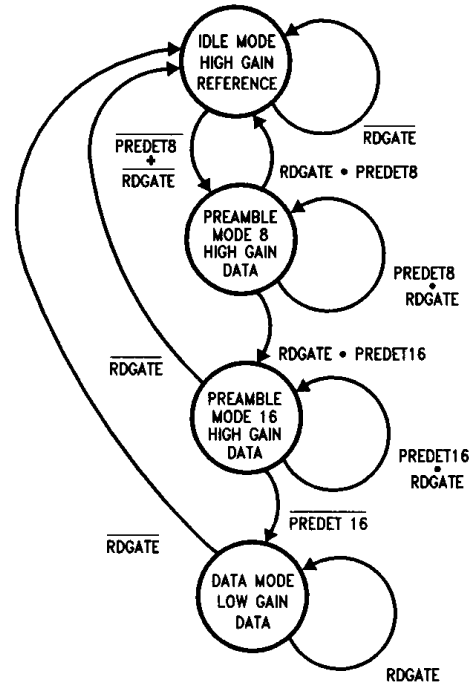 IDLE MODE
HIGH GAIN
REFERENCE
RDGATE
PREDET8
+
RDGATE
RDGATE • PREDET8
PREAMBLE
MODE 8
HIGH GAIN
DATA
PREDET8
•
RDGATE
RDGATE • PREDET16
RDGATE
PREAMBLE
MODE 16
HIGH GAIN
DATA
PREDET16
•
RDGATE
PREDET 16
RDGATE
DATA MODE
LOW GAIN
DATA
RDGATE